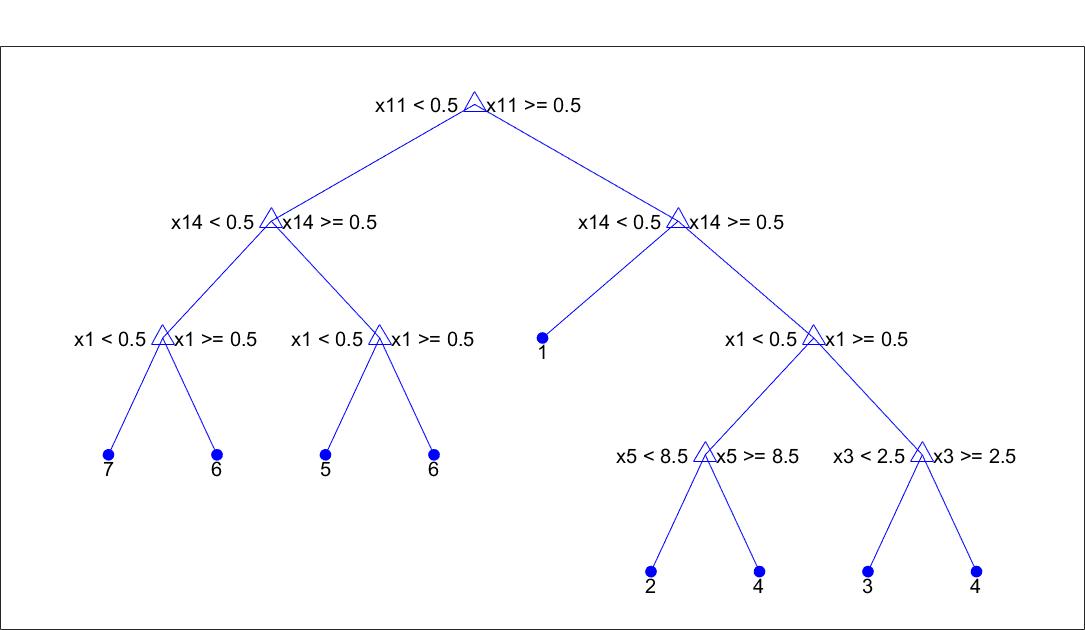 x11 < 0.5 x11 >= 0.5
x14 < 0.5 x14 >= 0.5 x14 < 0.5 x14 >= 0.5
x1 < 0.5 x1 >= 0.5 x1 < 0.5 x1 >= 0.5 x1 < 0.5 x1 >= 0.5
1
x5 < 8.5 x5 >= 8.5 x3 < 2.5 x3 >= 2.5
7 6 5 6
2 4 3 4